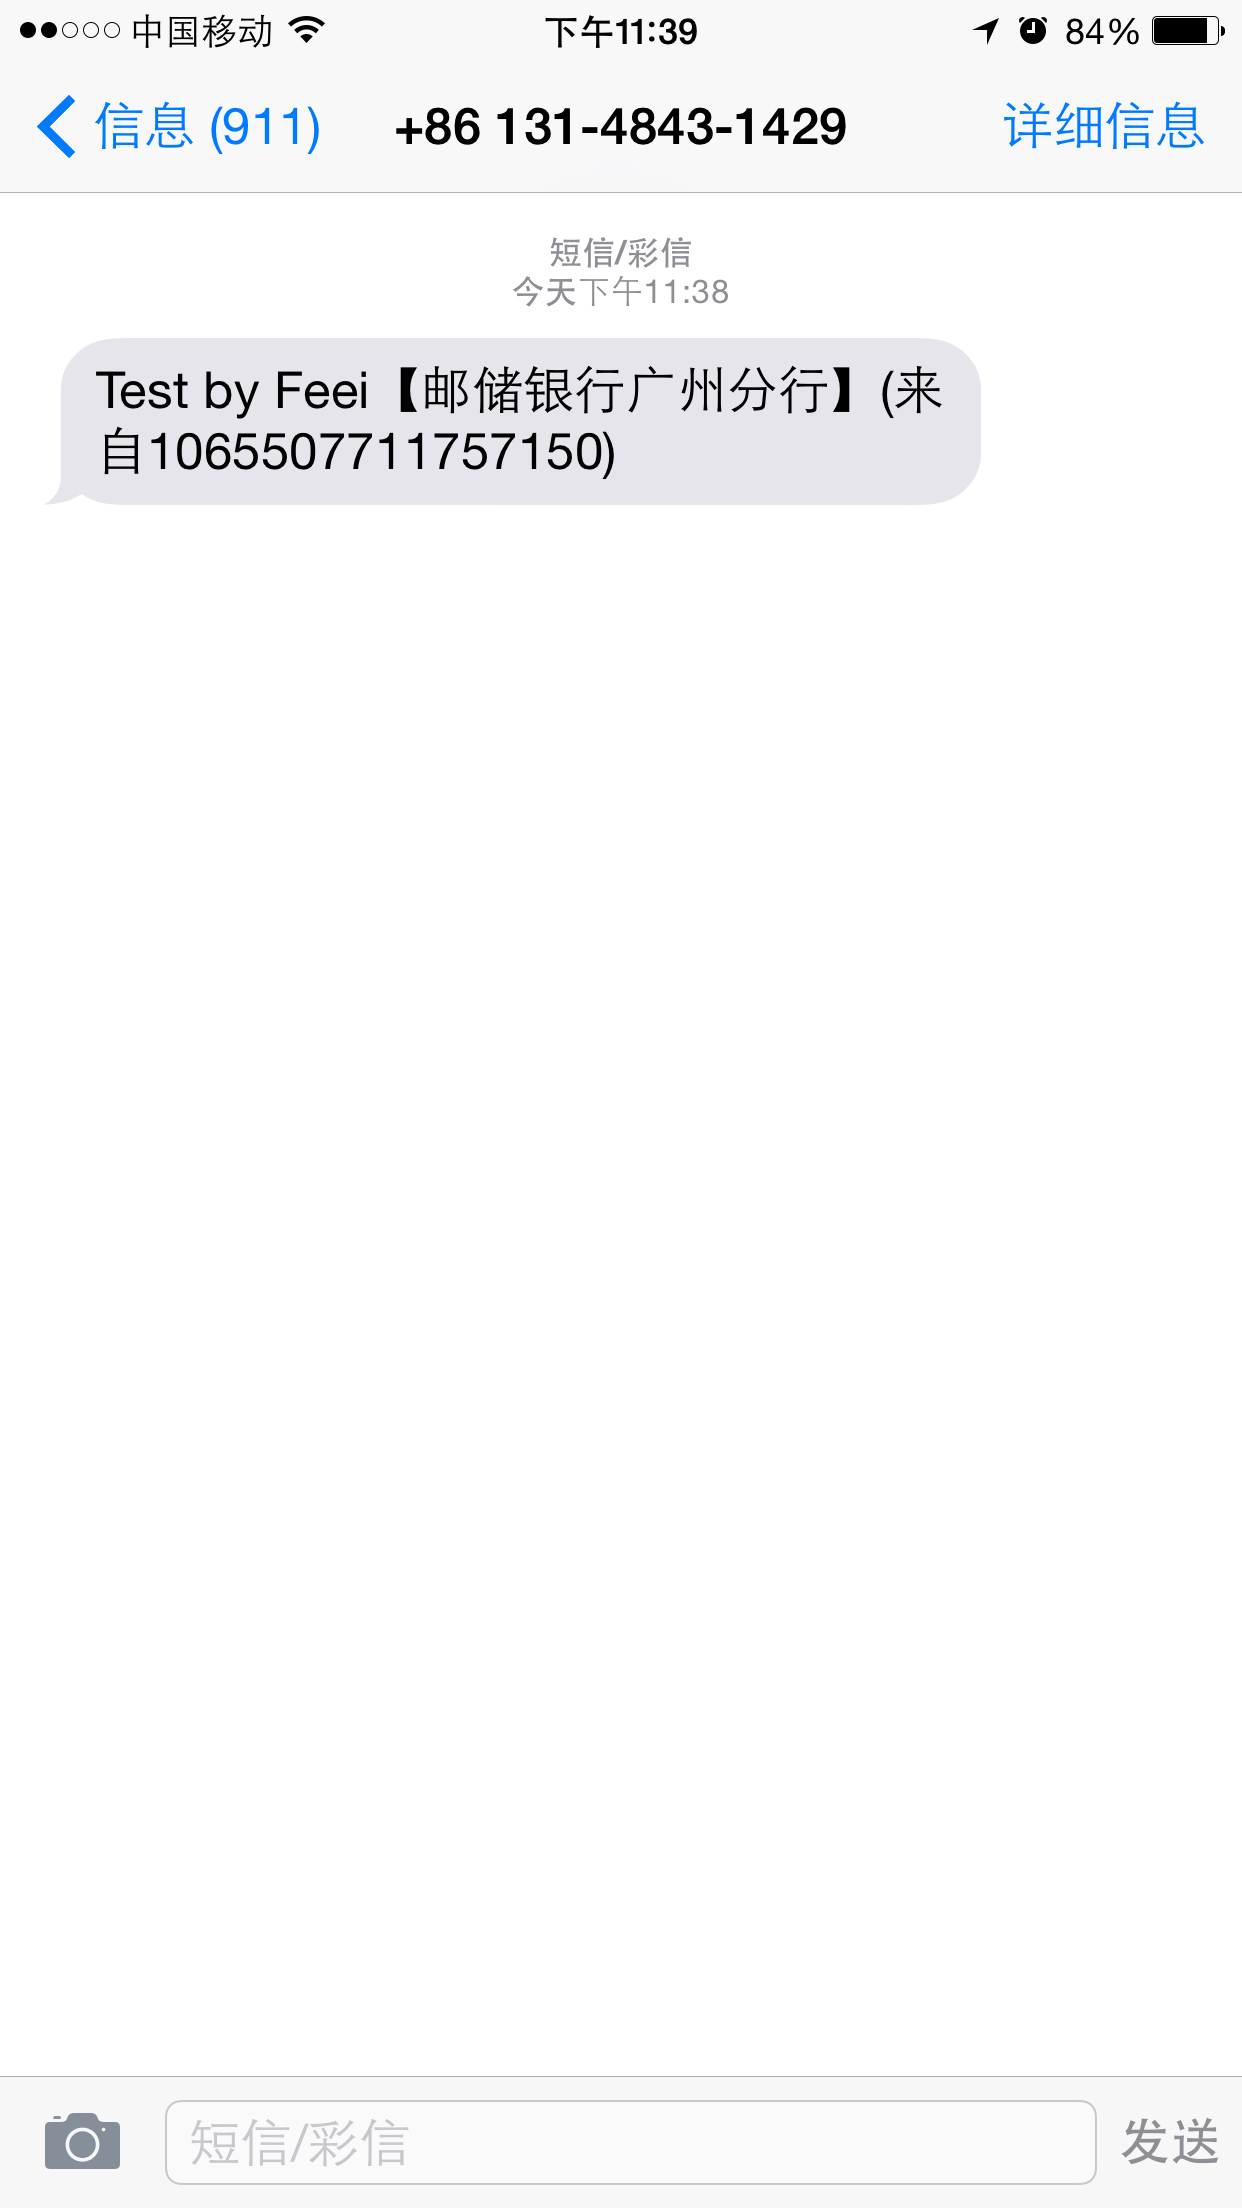 中国移动
下午11:39
84%
信息 (911)
+86 131-4843-1429
详细信息
短信/彩信
今天下午11:38
Test by Feei【邮储银行广州分行】(来
自1065507711757150)
短信/彩信
发送